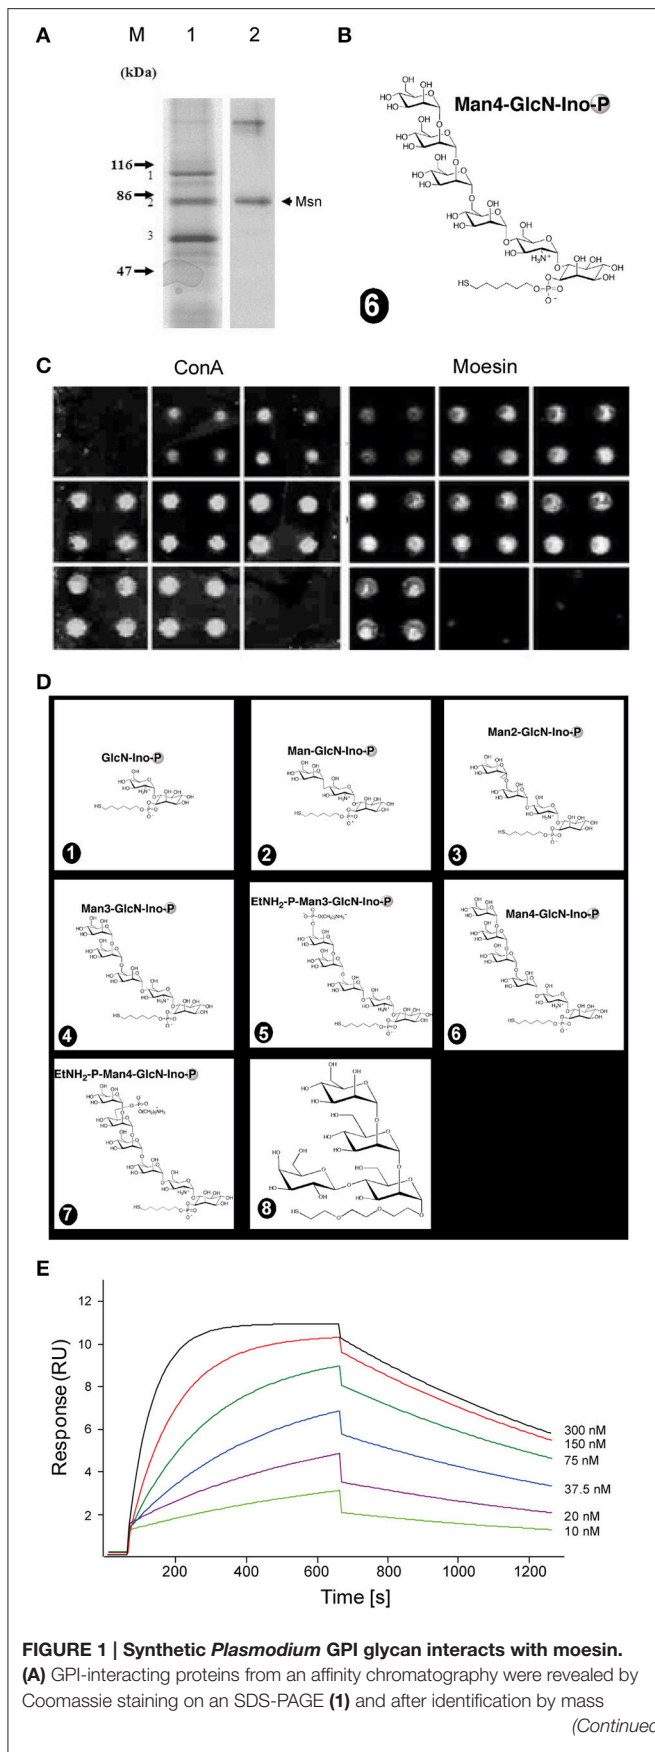 A
M 1 2
(kDa)
116
1
86
2
Msn
3
47
B
Man4-GlcN-Ino-P
6
C
ConA Moesin
D
GlcN-Ino-P
1
Man-GlcN-Ino-P
2
Man2-GlcN-Ino-P
3
Man3-GlcN-Ino-P
4
EtNH2-P-Man3-GlcN-Ino-P
5
Man4-GlcN-Ino-P
6
EtNH2-P-Man4-GlcN-Ino-P
7
8
E
Response (RU)
12
10
8
6
4
2
300 nM
150 nM
75 nM
37.5 nM
20 nM
10 nM
200 400 600 800 1000 1200
Time [s]
FIGURE 1 | Synthetic Plasmodium GPI glycan interacts with moesin.
(A) GPI-interacting proteins from an affinity chromatography were revealed by
Coomassie staining on an SDS-PAGE (1) and after identification by mass
(Continued